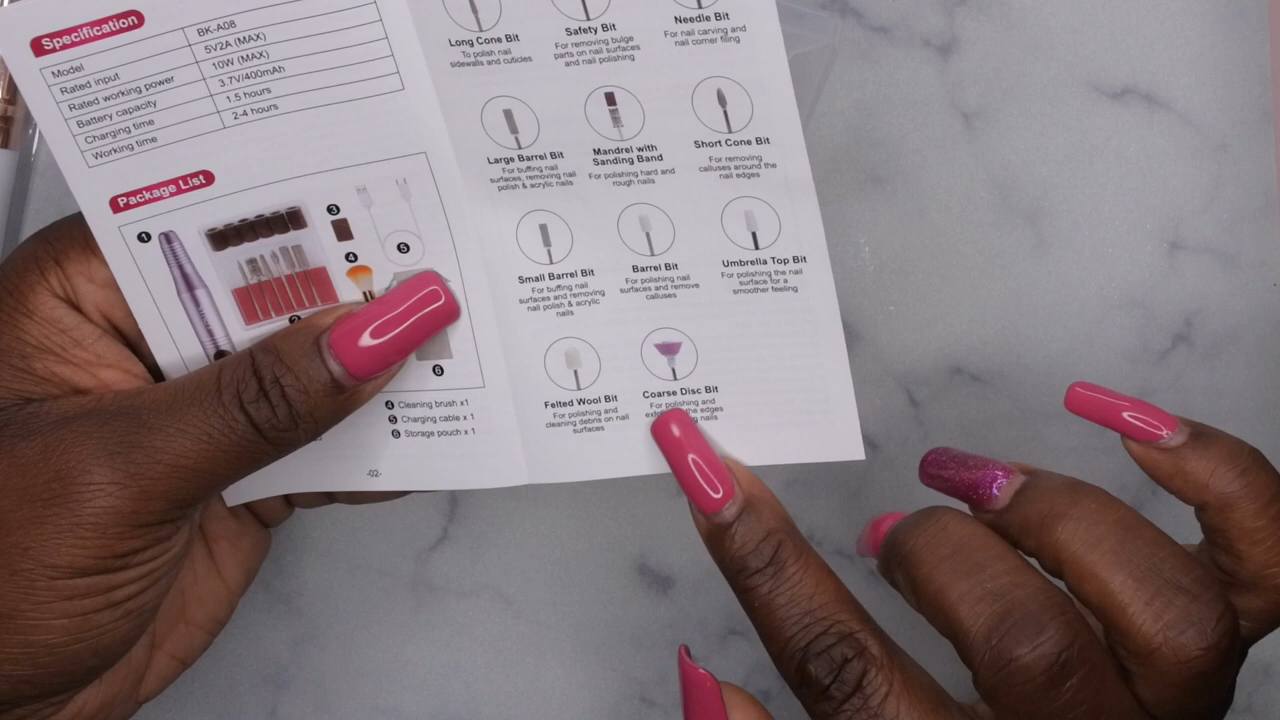 Specification
Model BK-A08
Rated input 5V2A (MAX)
Rated working power 10W (MAX)
Battery capacity 3.7V/400mAh
Charging time 1.5 hours
Working time 2-4 hours
Package List
1
3
5
4
6
4 Cleaning brush x1
5 Charging cable x 1
6 Storage pouch x 1
-02-
Long Cone Bit
To polish nail
sidewalls and cuticles
Safety Bit
For removing bulge
parts on nail surfaces
and nail polishing
Needle Bit
For nail carving and
nail corner filing
Large Barrel Bit
For buffing nail
surfaces, removing nail
polish & acrylic nails
Mandrel with
Sanding Band
For polishing hard and
rough nails
Short Cone Bit
For removing
calluses around the
nail edges
Small Barrel Bit
For buffing nail
surfaces and removing
nail polish & acrylic
nails
Barrel Bit
For polishing nail
surfaces and remove
calluses
Umbrella Top Bit
For polishing the nail
surface for a
smoother feeling
Felted Wool Bit
For polishing and
cleaning debris on nail
surfaces
Coarse Disc Bit
For polishing and
the edges
nails